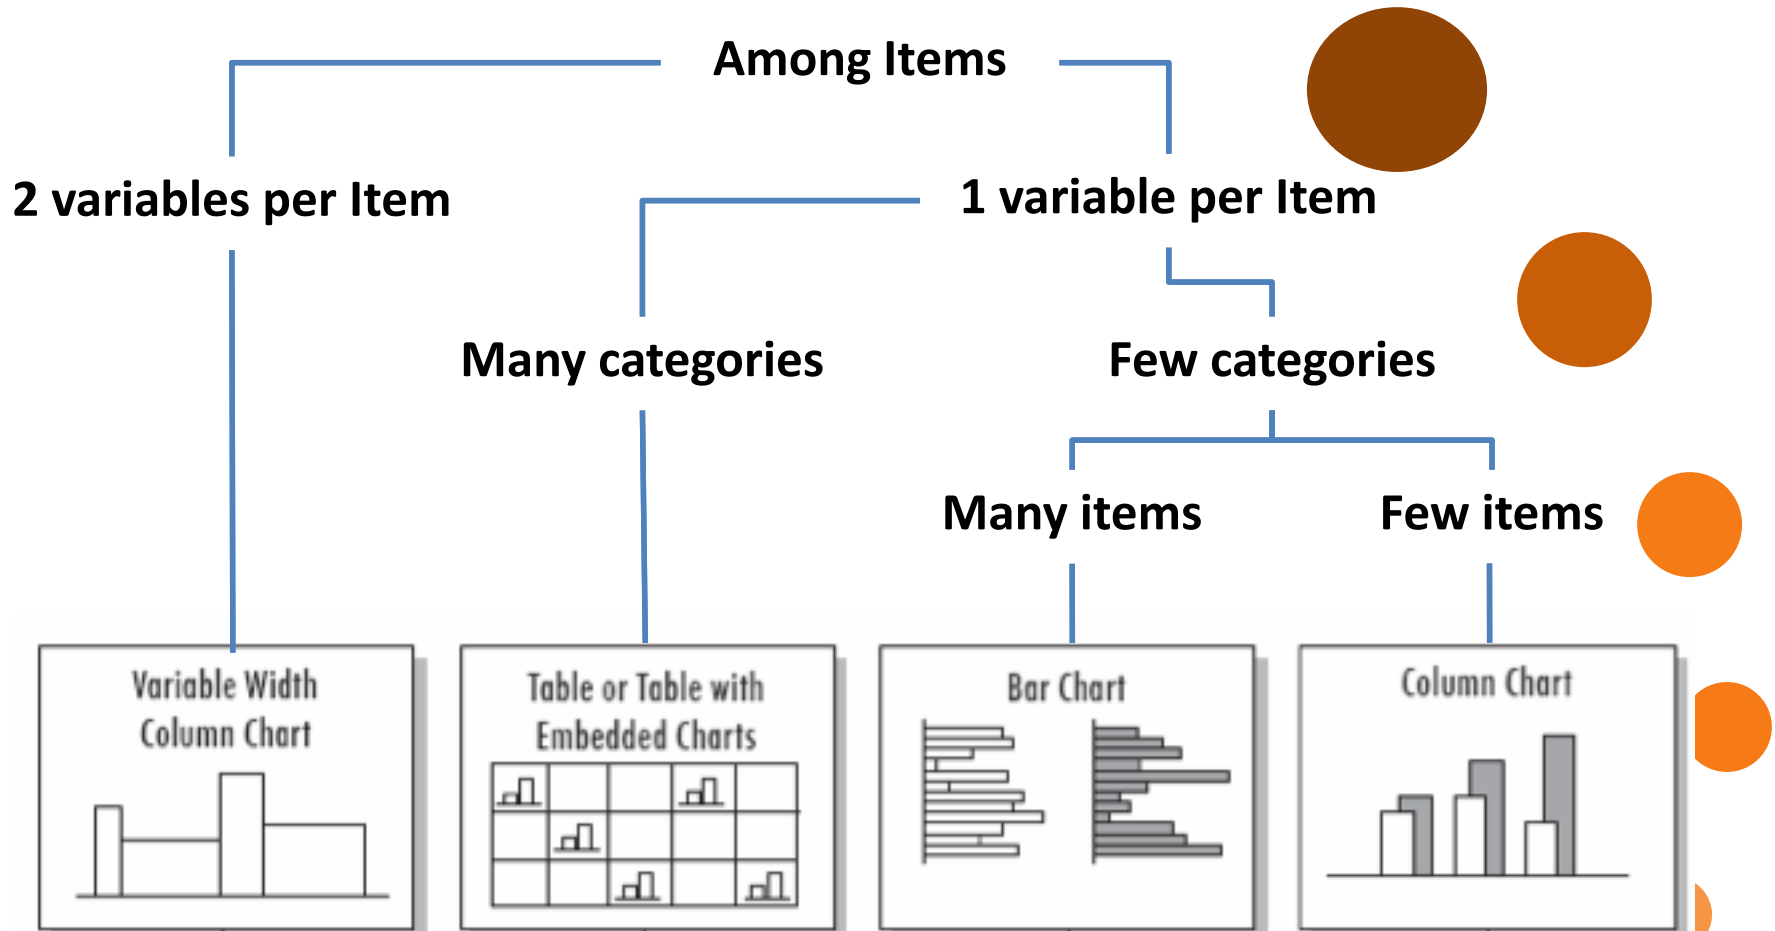 Among Items
2 variables per Item
1 variable per Item
Many categories
Few categories
Many items
Few items
Variable Width
Column Chart
Table or Table with
Embedded Charts
Bar Chart
Column Chart